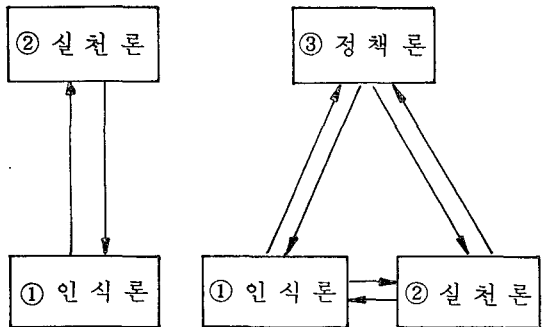 ② 실 천 론
③ 정 책 론
① 인 식 론
① 인 식 론
② 실 천 론